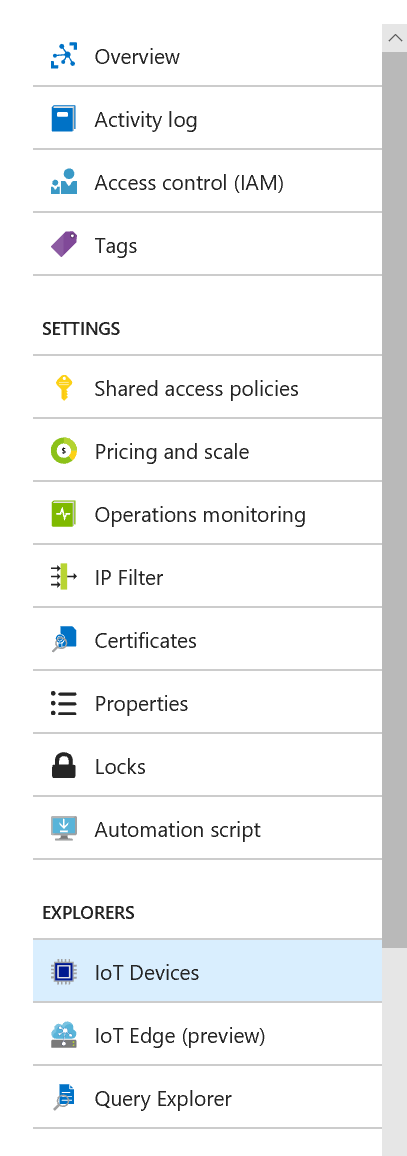 Overview
Activity log
Access control (IAM)
Tags
SETTINGS
Shared access policies
Pricing and scale
Operations monitoring
IP Filter
Certificates
Properties
Locks
Automation script
EXPLORERS
IoT Devices
IoT Edge (preview)
Query Explorer